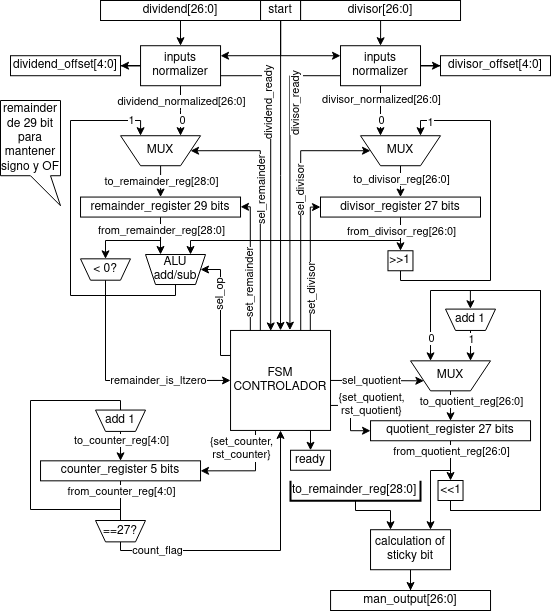 dividend[26:0]
start
divisor[26:0]
dividend_offset[4:0]
inputs
normalizer
inputs
normalizer
divisor_offset[4:0]
dividend_normalized[26:0]
divisor_normalized[26:0]
dividend_ready
divisor_ready
remainder
de 29 bit
para
mantener
signo y OF
1
0
0
1
MUX
MUX
to_remainder_reg[28:0]
sel_remainder
sel_divisor
to_divisor_reg[26:0]
remainder_register 29 bits
divisor_register 27 bits
from_remainder_reg[28:0]
from_divisor_reg[26:0]
< 0?
ALU
add/sub
sel_op
set_remainder
set_divisor
>>1
add 1
0
1
FSM
CONTROLADOR
MUX
remainder_is_ltzero
sel_quotient
{set_quotient,
rst_quotient}
to_quotient_reg[26:0]
add 1
quotient_register 27 bits
to_counter_reg[4:0]
{set_counter,
rst_counter}
from_quotient_reg[26:0]
counter_register 5 bits
ready
from_counter_reg[4:0]
to_remainder_reg[28:0]
<<1
==27?
count_flag
calculation of
sticky bit
man_output[26:0]